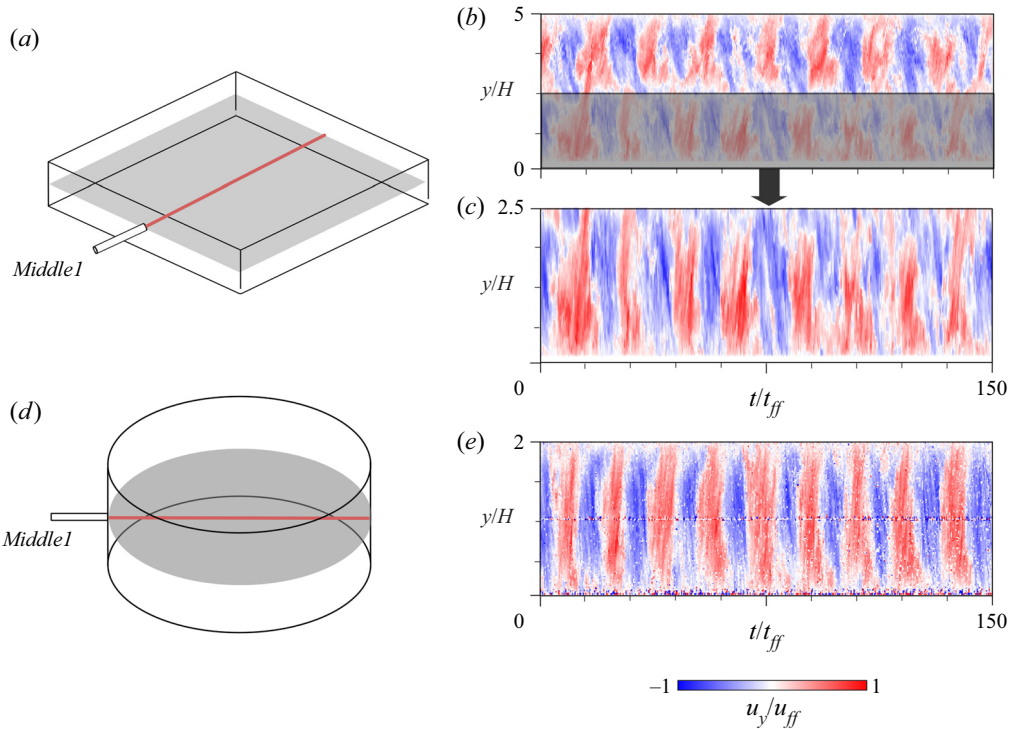 (a)
Middle1
(b)
5
y/H
0
(c)
2.5
y/H
0
t/t_ff
150
(d)
Middle1
(e)
2
y/H
0
t/t_ff
150
–1
1
u_y/u_ff